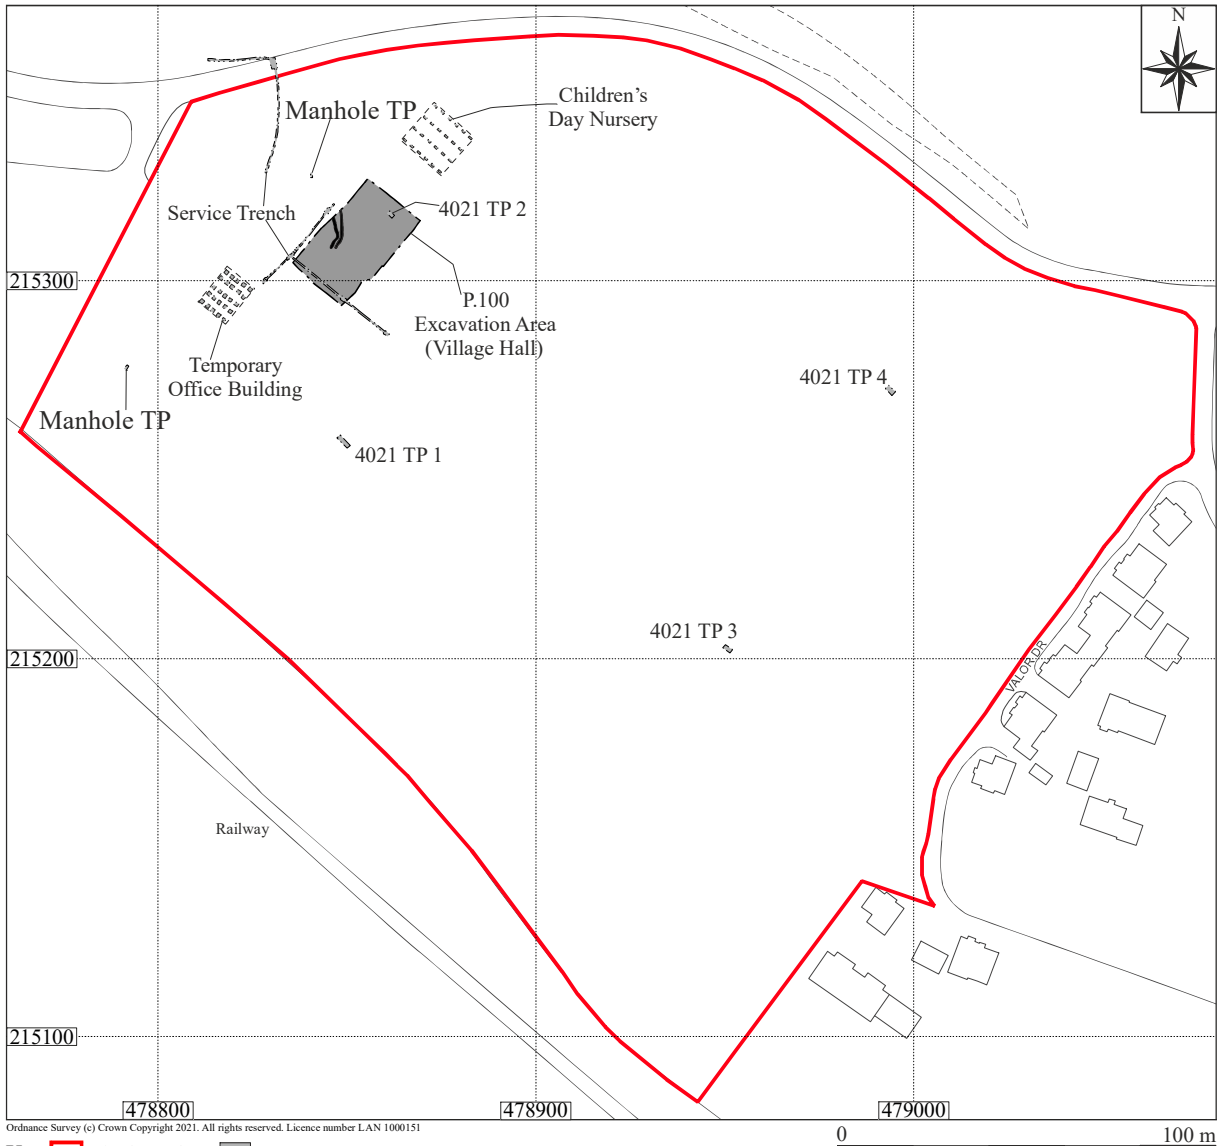 N
Children's
Day Nursery
Manhole TP
Service Trench
4021 TP 2
215300
P.100
Excavation Area
(Village Hall)
Temporary
Office Building
4021 TP 4
Manhole TP
4021 TP 1
4021 TP 3
215200
VALOR DR
Railway
215100
478800
478900
479000
Ordnance Survey (c) Crown Copyright 2021. All rights reserved. Licence number LAN 1000151
0
100 m